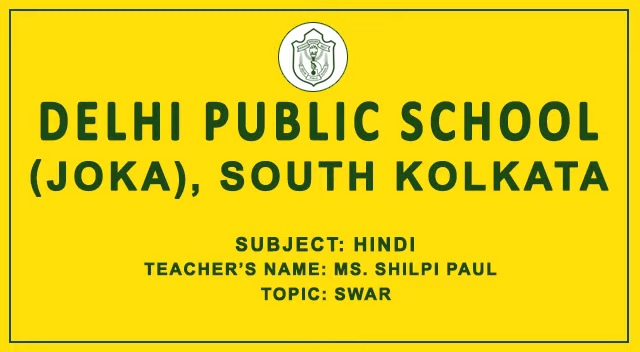 DELHI PUBLIC SCHOOL
(JOKA), SOUTH KOLKATA
SUBJECT: HINDI
TEACHER'S NAME: MS. SHILPI PAUL
TOPIC: SWAR